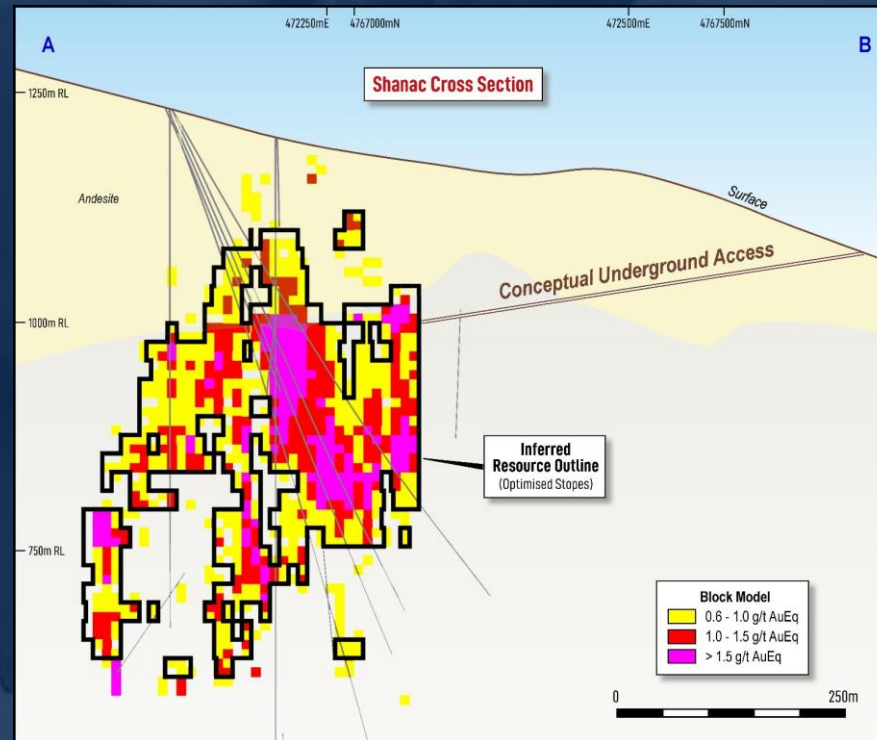 472250mE
4767000mN
472500mE
4767500mN
A
B
Shanac Cross Section
1250m RL
Andesite
Surface
Conceptual Underground Access
1000m RL
Inferred
Resource Outline
(Optimised Stopes)
750m RL
Block Model
0.6 - 1.0 g/t AuEq
1.0 - 1.5 g/t AuEq
> 1.5 g/t AuEq
0
250m